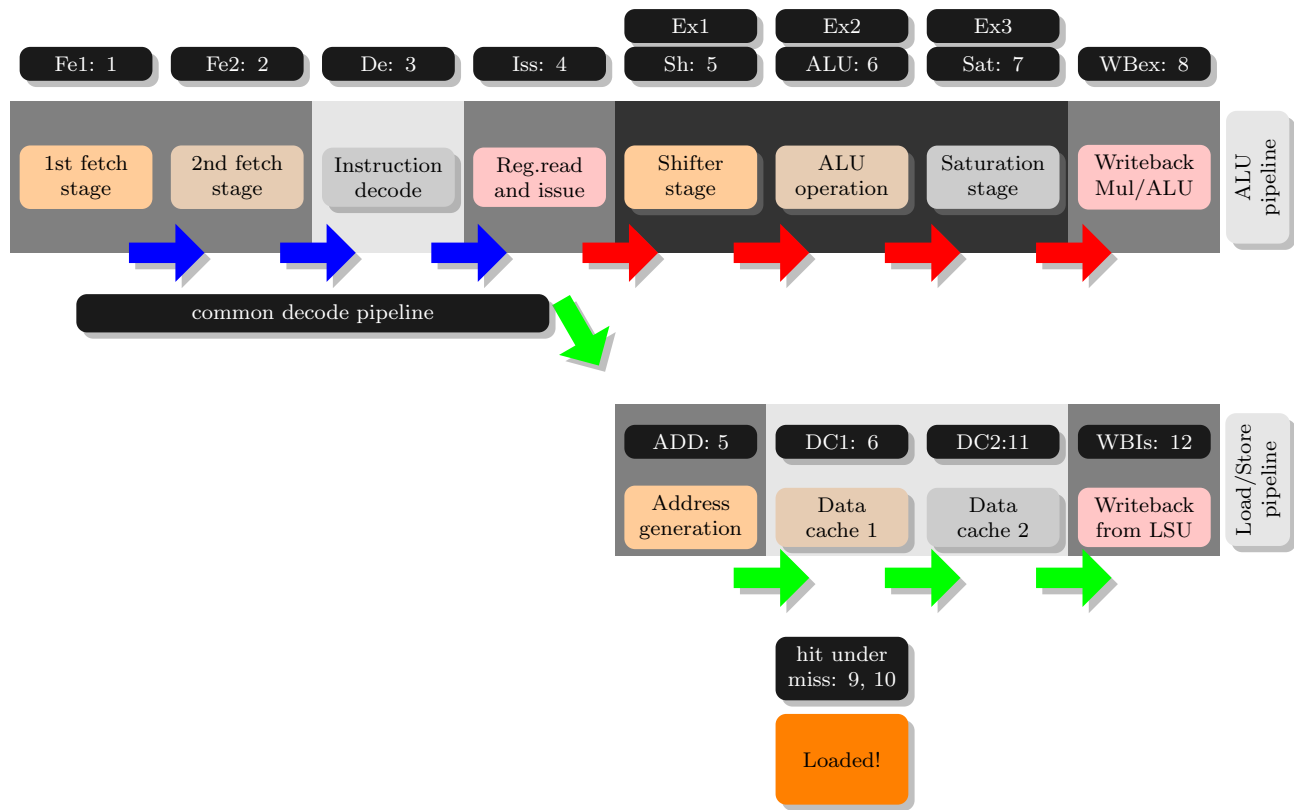 Ex1
Ex2
Ex3
Fe1: 1
Fe2: 2
De: 3
Iss: 4
Sh: 5
ALU: 6
Sat: 7
WBex: 8
1st fetch
stage
2nd fetch
stage
Instruction
decode
Reg.read
and issue
Shifter
stage
ALU
operation
Saturation
stage
Writeback
Mul/ALU
ALU
pipeline
common decode pipeline
ADD: 5
DC1: 6
DC2:11
WBIs: 12
Address
generation
Data
cache 1
Data
cache 2
Writeback
from LSU
Load/Store
pipeline
hit under
miss: 9, 10
Loaded!